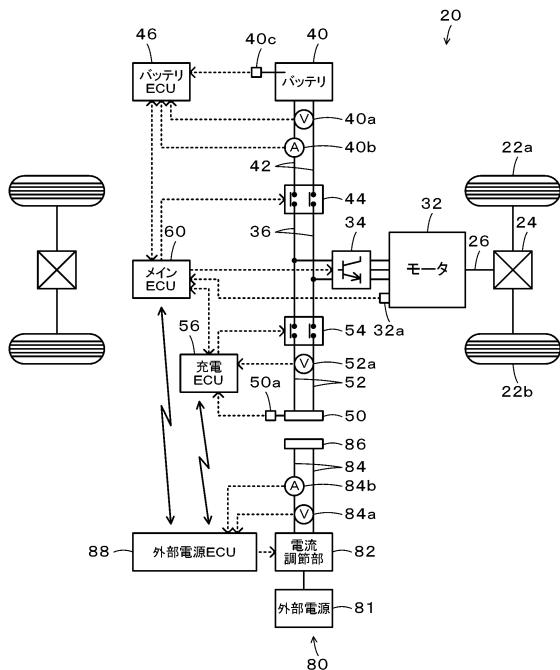 20
46
40c
40
バッテリ
ECU
バッテリ
V
40a
A
40b
42
22a
44
60
36
34
32
26
24
メイン
ECU
モータ
56
54
32a
充電
ECU
V
52a
52
50a
50
22b
86
84
A
84b
V
84a
88
外部電源ECU
電流
調節部
82
外部電源
81
80